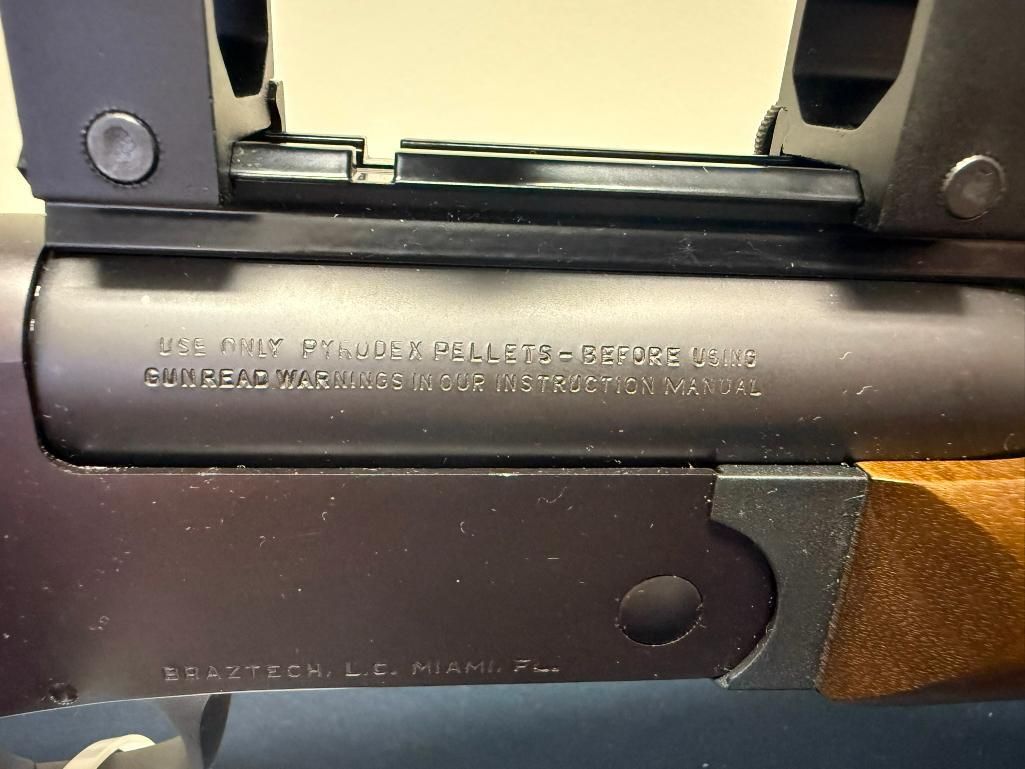 USE ONLY PYRODEX PELLETS - BEFORE USING
GUN READ WARNINGS IN OUR INSTRUCTION MANUAL
BRAZTECH, L.C. MIAMI, FL.